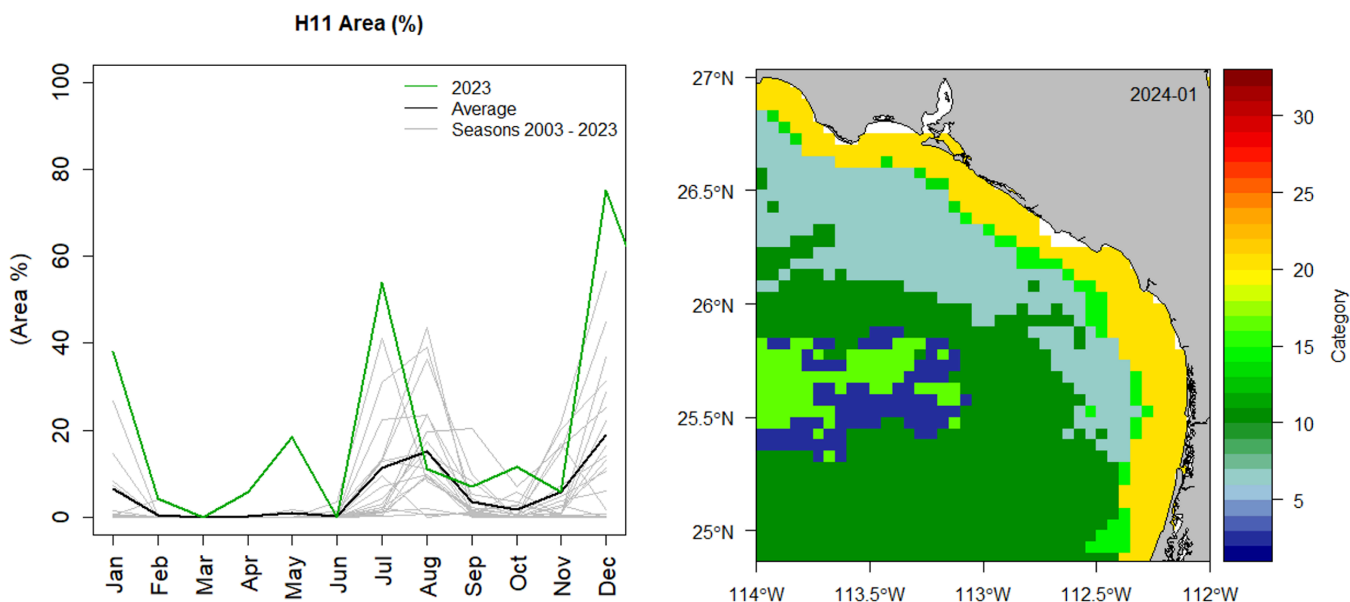 H11 Area (%)
(Area %)
100
80
60
40
20
0
2023
Average
Seasons 2003 - 2023
Jan
Feb
Mar
Apr
May
Jun
Jul
Aug
Sep
Oct
Nov
Dec
27°N
26.5°N
26°N
25.5°N
25°N
2024-01
114°W
113.5°W
113°W
112.5°W
112°W
30
25
20
15
10
5
Category